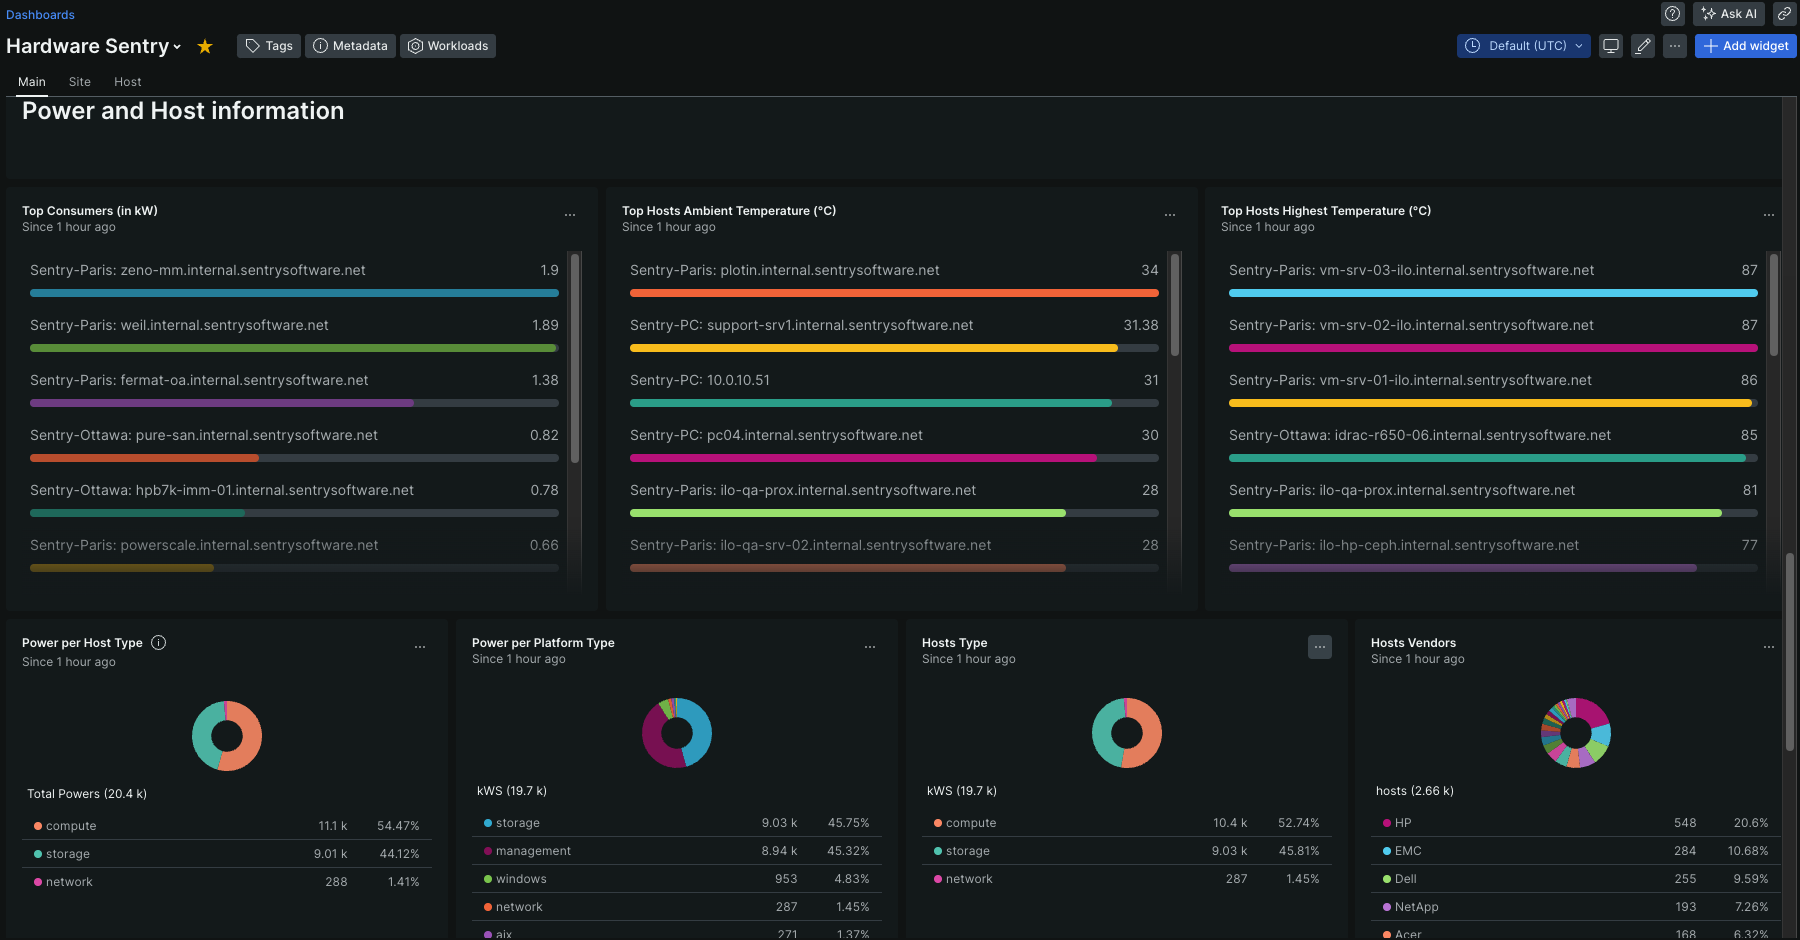 Dashboards
Ask AI
Hardware Sentry
Tags
Metadata
Workloads
Default (UTC)
Add widget
Main
Site
Host
Power and Host information
Top Consumers (in kW)
Since 1 hour ago
Sentry-Paris: zeno-mm.internal.sentrysoftware.net 1.9
Sentry-Paris: weil.internal.sentrysoftware.net 1.89
Sentry-Paris: fermat-oa.internal.sentrysoftware.net 1.38
Sentry-Ottawa: pure-san.internal.sentrysoftware.net 0.82
Sentry-Ottawa: hpb7k-imm-01.internal.sentrysoftware.net 0.78
Sentry-Paris: powerscale.internal.sentrysoftware.net 0.66
Top Hosts Ambient Temperature (°C)
Since 1 hour ago
Sentry-Paris: plotin.internal.sentrysoftware.net 34
Sentry-PC: support-srv1.internal.sentrysoftware.net 31.38
Sentry-PC: 10.0.10.51 31
Sentry-PC: pc04.internal.sentrysoftware.net 30
Sentry-Paris: ilo-qa-prox.internal.sentrysoftware.net 28
Sentry-Paris: ilo-qa-srv-02.internal.sentrysoftware.net 28
Top Hosts Highest Temperature (°C)
Since 1 hour ago
Sentry-Paris: vm-srv-03-ilo.internal.sentrysoftware.net 87
Sentry-Paris: vm-srv-02-ilo.internal.sentrysoftware.net 87
Sentry-Paris: vm-srv-01-ilo.internal.sentrysoftware.net 86
Sentry-Ottawa: idrac-r650-06.internal.sentrysoftware.net 85
Sentry-Paris: ilo-qa-prox.internal.sentrysoftware.net 81
Sentry-Paris: ilo-hp-ceph.internal.sentrysoftware.net 77
Power per Host Type
Since 1 hour ago
Total Powers (20.4 k)
compute 11.1 k 54.47%
storage 9.01 k 44.12%
network 288 1.41%
Power per Platform Type
Since 1 hour ago
kWS (19.7 k)
storage 9.03 k 45.75%
management 8.94 k 45.32%
windows 953 4.83%
network 287 1.45%
aix 271 1.37%
Hosts Type
Since 1 hour ago
kWS (19.7 k)
compute 10.4 k 52.74%
storage 9.03 k 45.81%
network 287 1.45%
Hosts Vendors
Since 1 hour ago
hosts (2.66 k)
HP 548 20.6%
EMC 284 10.68%
Dell 255 9.59%
NetApp 193 7.26%
Acer 168 6.32%